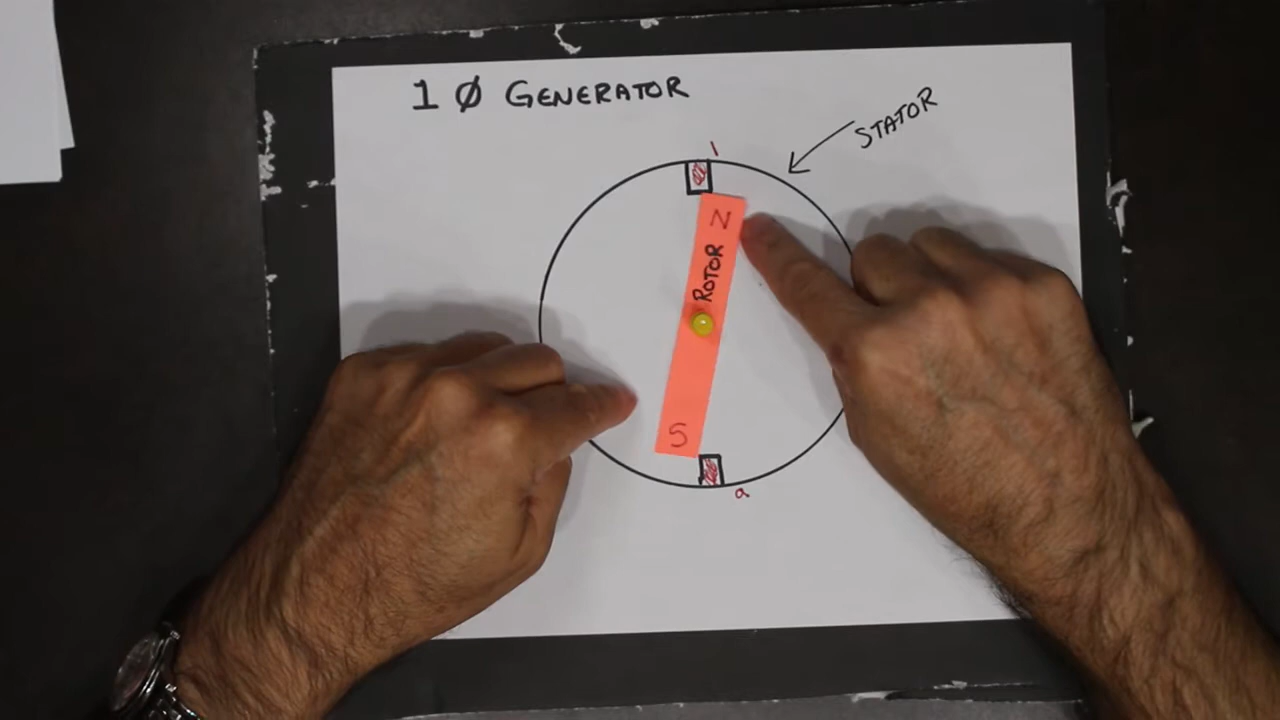 1 Ø GENERATOR
STATOR
1
N
ROTOR
S
a